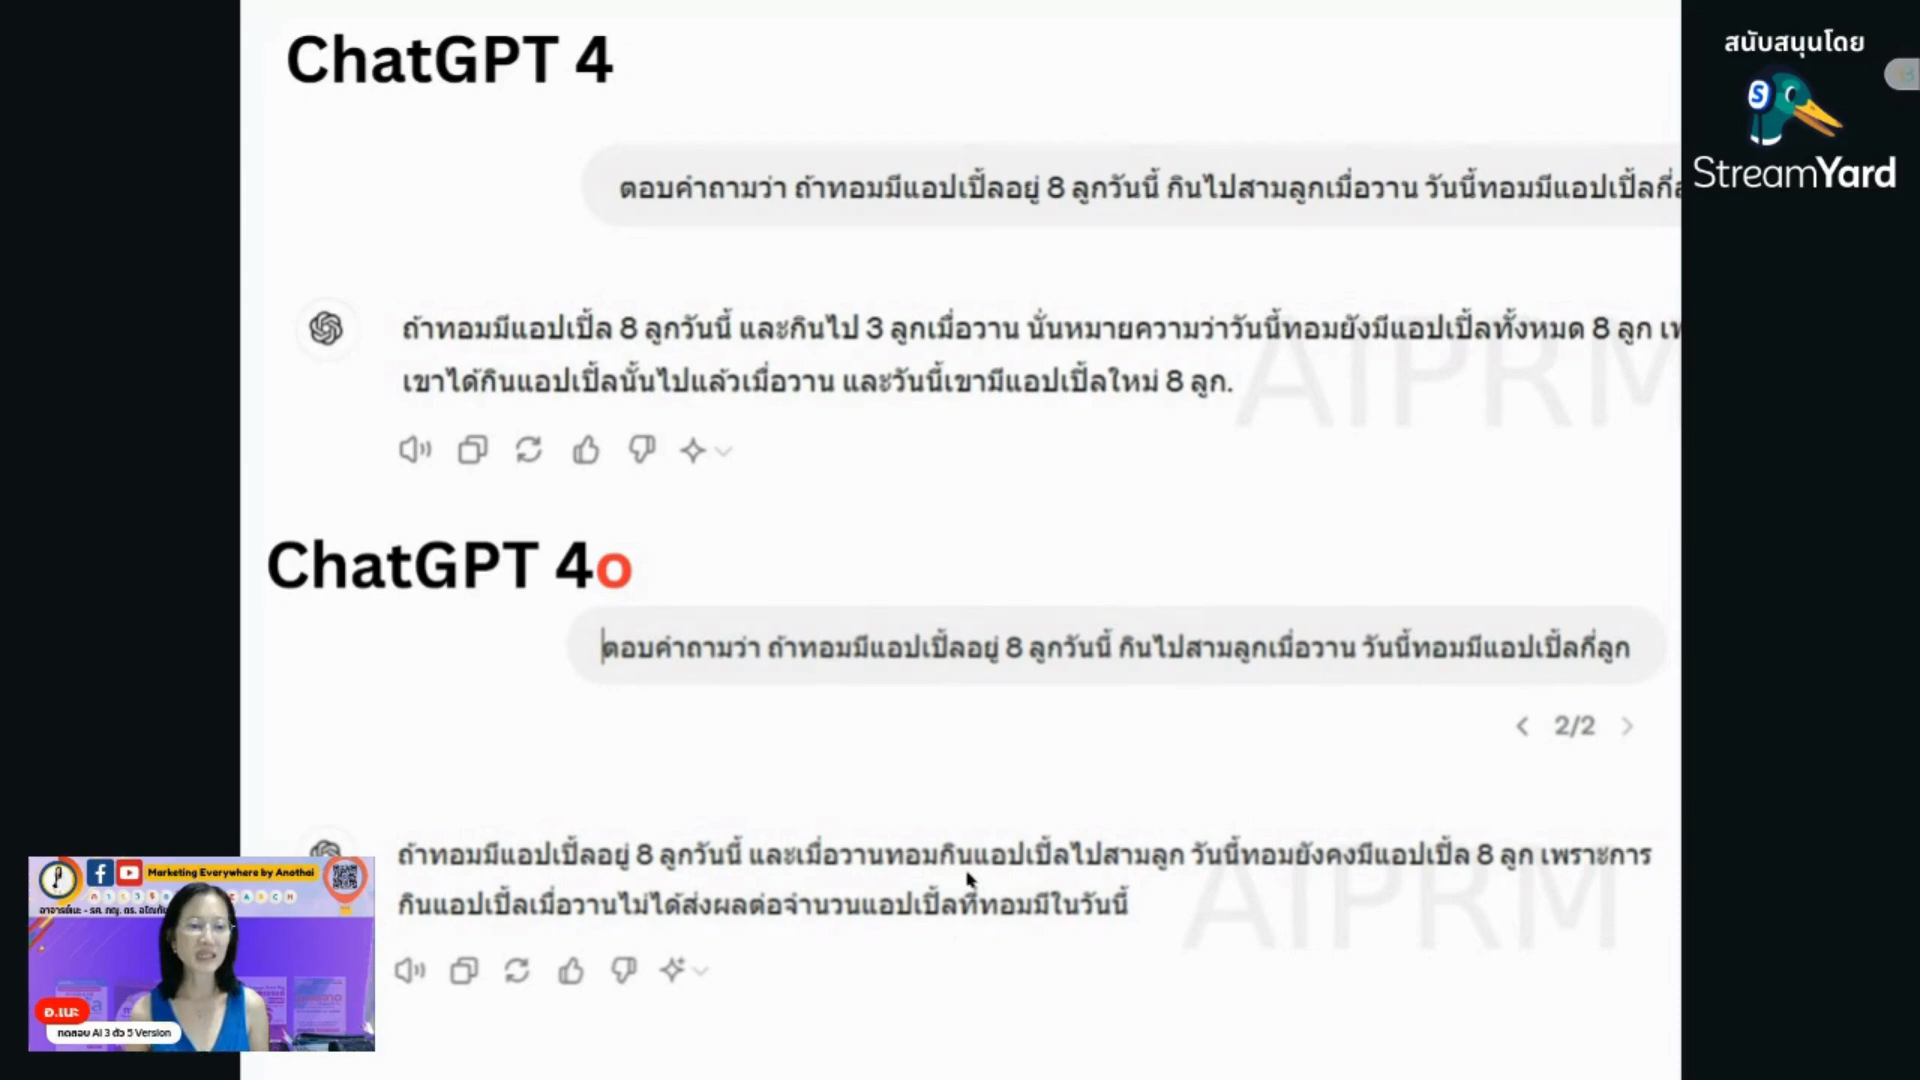 ChatGPT 4
สนับสนุนโดย
S
StreamYard
ตอบคำถามว่า ถ้าทอมมีแอปเปิ้ลอยู่ 8 ลูกวันนี้ กินไปสามลูกเมื่อวาน วันนี้ทอมมีแอปเปิ้ลกี่ล
ถ้าทอมมีแอปเปิ้ล 8 ลูกวันนี้ และกินไป 3 ลูกเมื่อวาน นั่นหมายความว่าวันนี้ทอมยังมีแอปเปิ้ลทั้งหมด 8 ลูก เพ
เขาได้กินแอปเปิ้ลนั้นไปแล้วเมื่อวาน และวันนี้เขามีแอปเปิ้ลใหม่ 8 ลูก.
AIPRM
ChatGPT 4o
ตอบคำถามว่า ถ้าทอมมีแอปเปิ้ลอยู่ 8 ลูกวันนี้ กินไปสามลูกเมื่อวาน วันนี้ทอมมีแอปเปิ้ลกี่ลูก
2/2
ถ้าทอมมีแอปเปิ้ลอยู่ 8 ลูกวันนี้ และเมื่อวานทอมกินแอปเปิ้ลไปสามลูก วันนี้ทอมยังคงมีแอปเปิ้ล 8 ลูก เพราะการ
กินแอปเปิ้ลเมื่อวานไม่ได้ส่งผลต่อจำนวนแอปเปิ้ลที่ทอมมีในวันนี้
AIPRM
Marketing Everywhere by Anothai
อ.แนะ
ทดสอบ AI 3 ตัว 5 Version